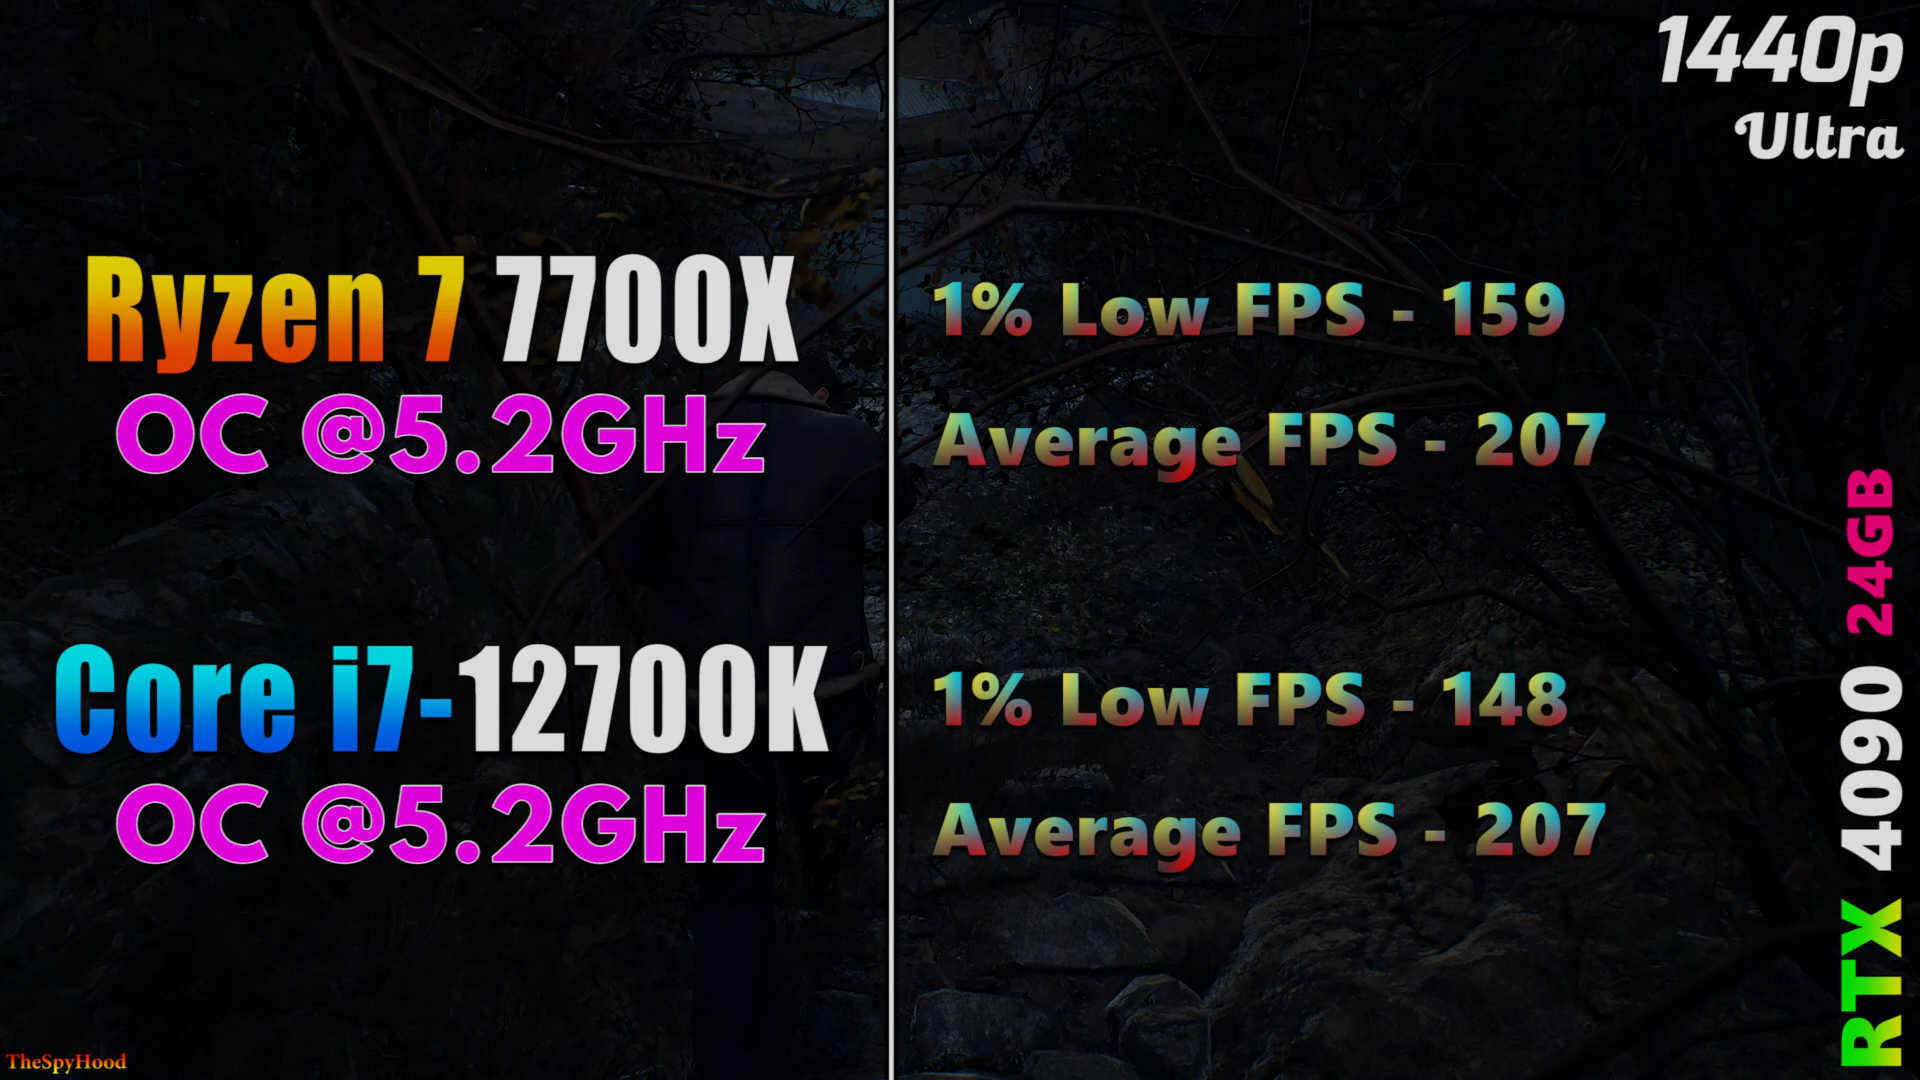 1440p
Ultra
Ryzen 7 7700X
OC @5.2GHz
1% Low FPS - 159
Average FPS - 207
Core i7-12700K
OC @5.2GHz
1% Low FPS - 148
Average FPS - 207
RTX 4090 24GB
TheSpyHood